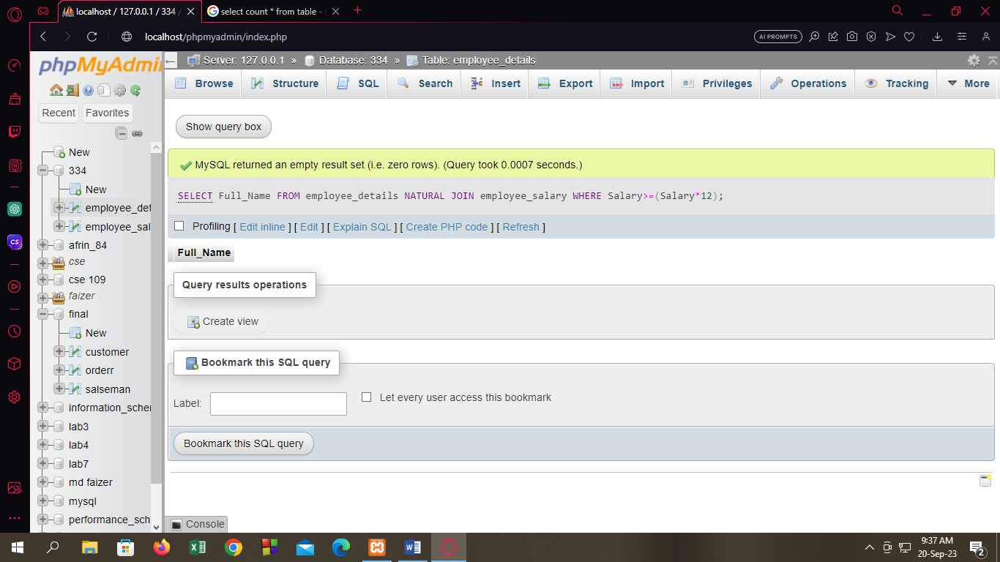 localhost / 127.0.0.1 / 334 /
select count * from table -
localhost/phpmyadmin/index.php
AI PROMPTS
phpMyAdmin
Server: 127.0.0.1 » Database: 334 » Table: employee_details
Browse Structure SQL Search Insert Export Import Privileges Operations Tracking More
Recent Favorites
New
334
New
employee_det
employee_sal
afrin_84
cse
cse 109
faizer
final
New
customer
orderr
salseman
information_scher
lab3
lab4
lab7
md faizer
mysql
performance_sch
Show query box
MySQL returned an empty result set (i.e. zero rows). (Query took 0.0007 seconds.)
SELECT Full_Name FROM employee_details NATURAL JOIN employee_salary WHERE Salary>=(Salary*12);
Profiling [ Edit inline ] [ Edit ] [ Explain SQL ] [ Create PHP code ] [ Refresh ]
Full_Name
Query results operations
Create view
Bookmark this SQL query
Label: Let every user access this bookmark
Bookmark this SQL query
Console
CS
9:37 AM
20-Sep-23
2